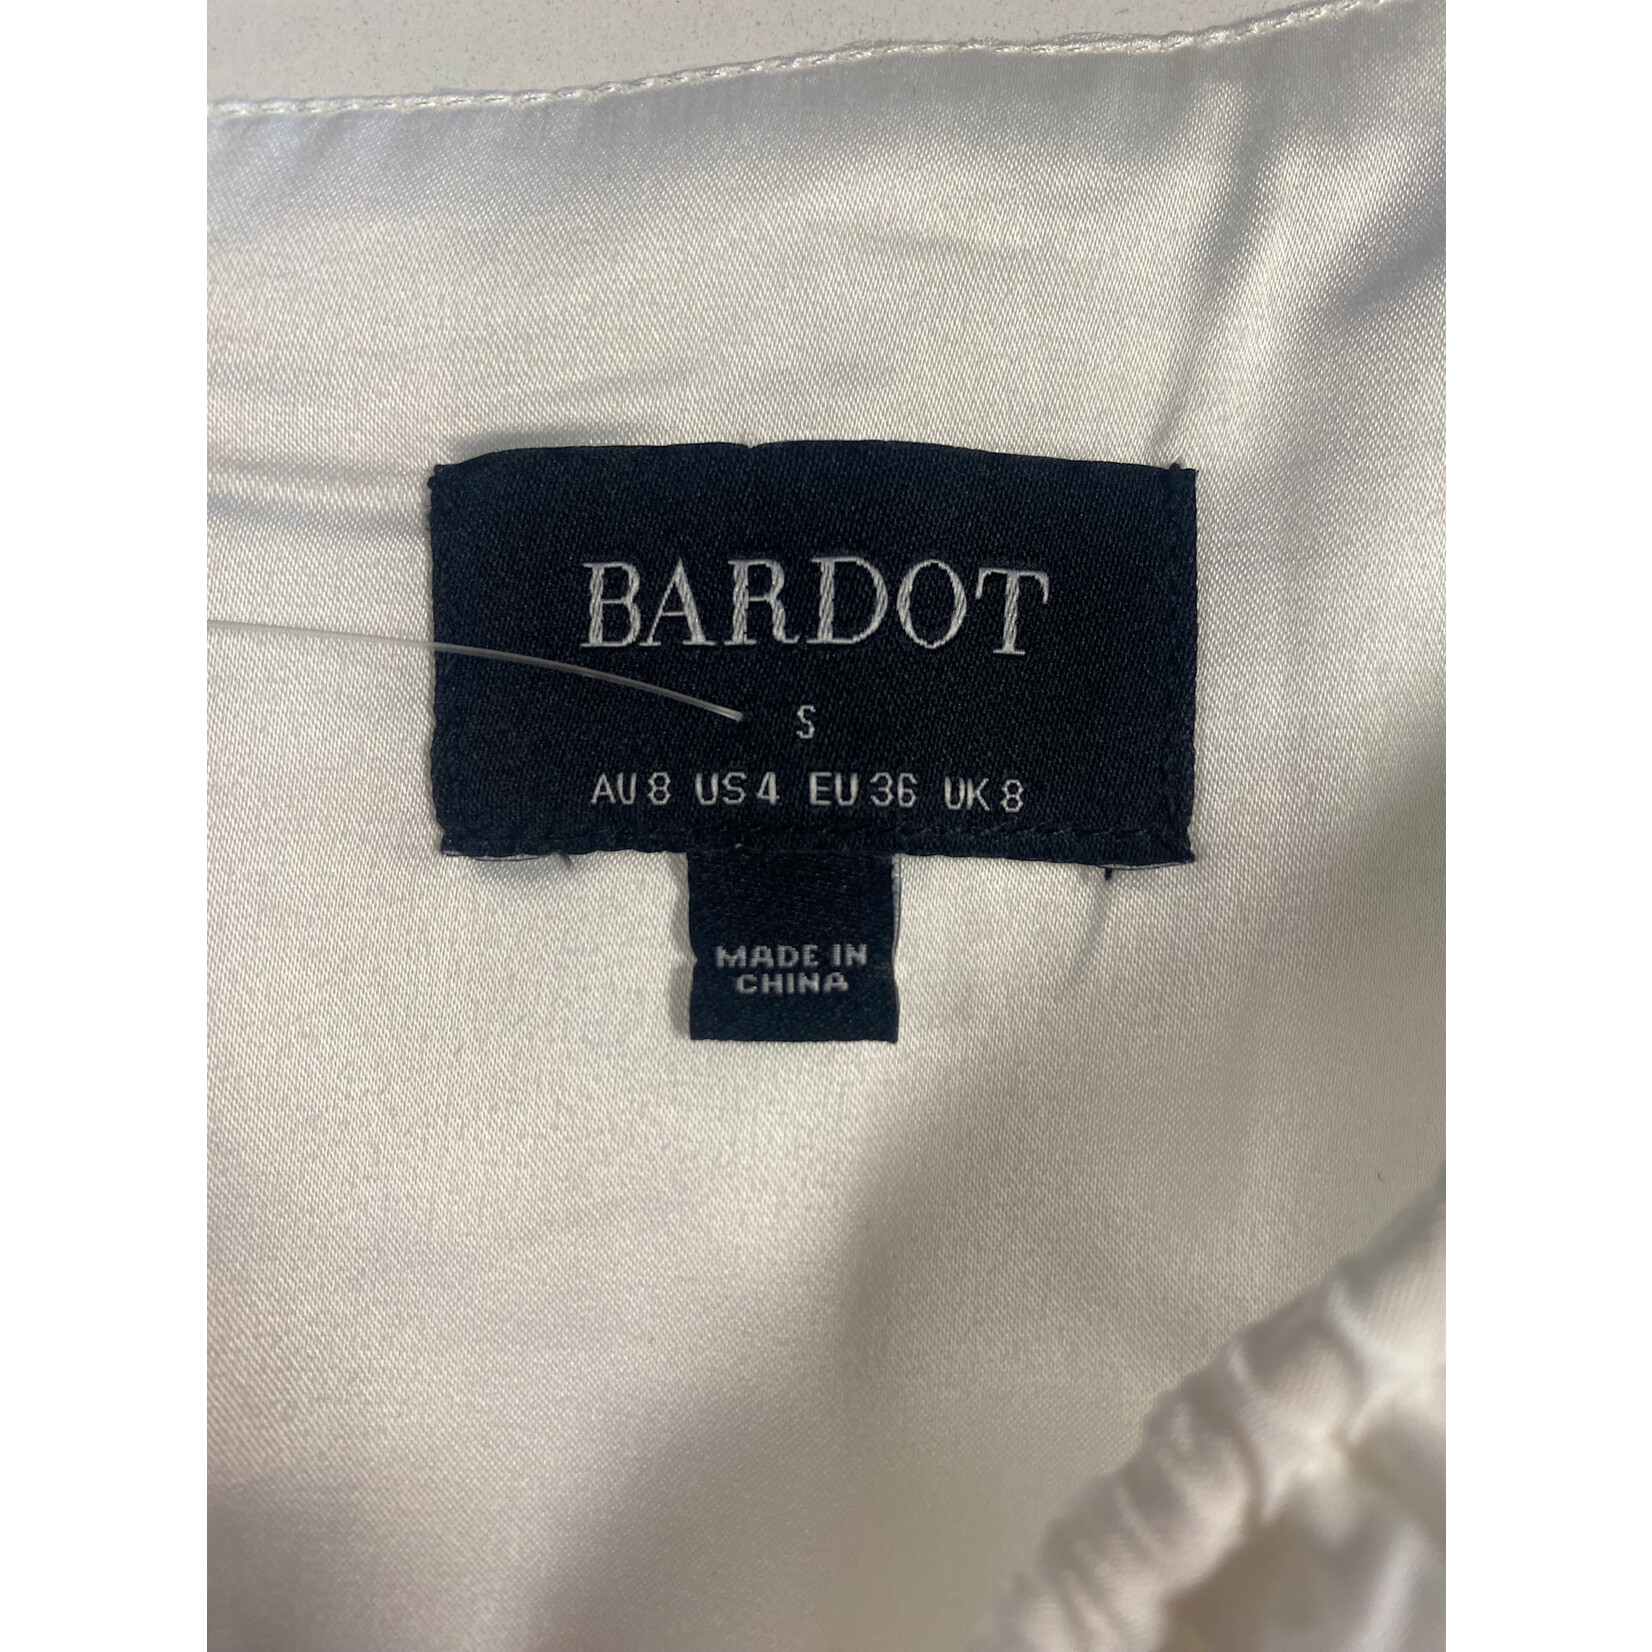 BARDOT
S
AU 8 US 4 EU 36 UK 8
MADE IN
CHINA